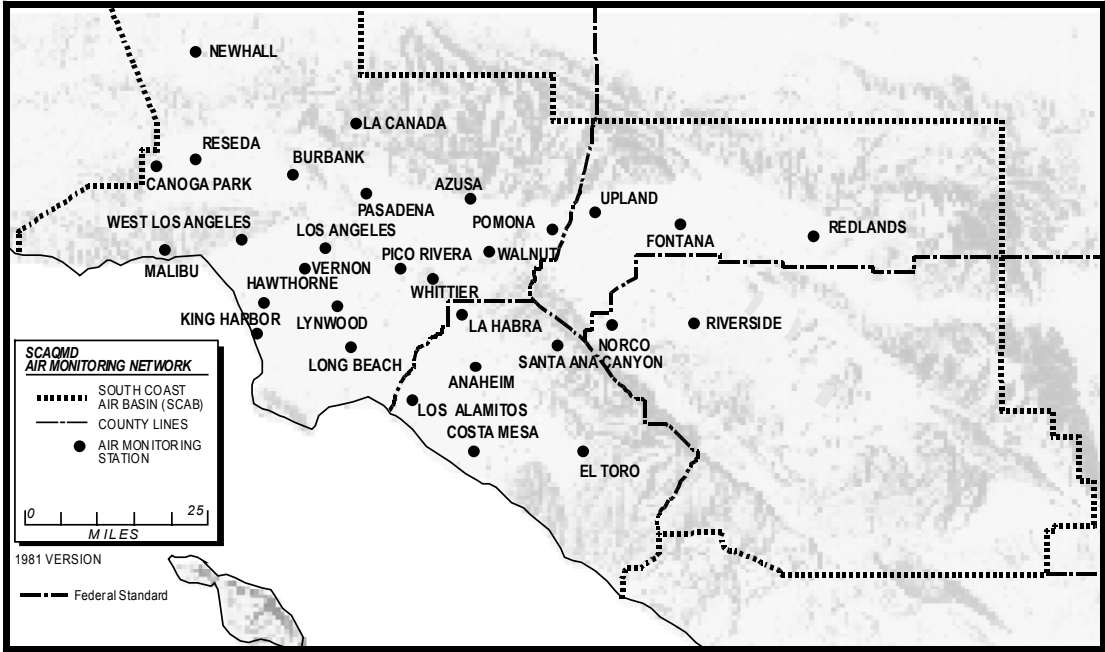 NEWHALL
LA CANADA
RESEDA
BURBANK
CANOGA PARK
AZUSA
PASADENA
UPLAND
WEST LOS ANGELES
LOS ANGELES
POMONA
FONTANA
REDLANDS
MALIBU
VERNON
PICO RIVERA
WALNUT
HAWTHORNE
WHITTIER
KING HARBOR
LYNWOOD
LA HABRA
NORCO
RIVERSIDE
LONG BEACH
SANTA ANA CANYON
ANAHEIM
LOS ALAMITOS
COSTA MESA
EL TORO
SCAQMD
AIR MONITORING NETWORK
SOUTH COAST
AIR BASIN (SCAB)
COUNTY LINES
AIR MONITORING
STATION
0 25
MILES
1981 VERSION
Federal Standard